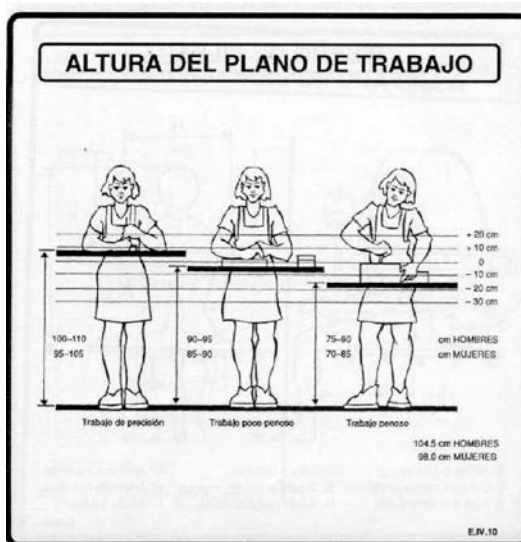 ALTURA DEL PLANO DE TRABAJO
+ 20 cm
+ 10 cm
0
– 10 cm
– 20 cm
– 30 cm
100–110 90–95 75–90 cm HOMBRES
95–105 85–90 70–85 cm MUJERES
Trabajo de precisión Trabajo poco penoso Trabajo penoso
104.5 cm HOMBRES
98.0 cm MUJERES
E.IV.10